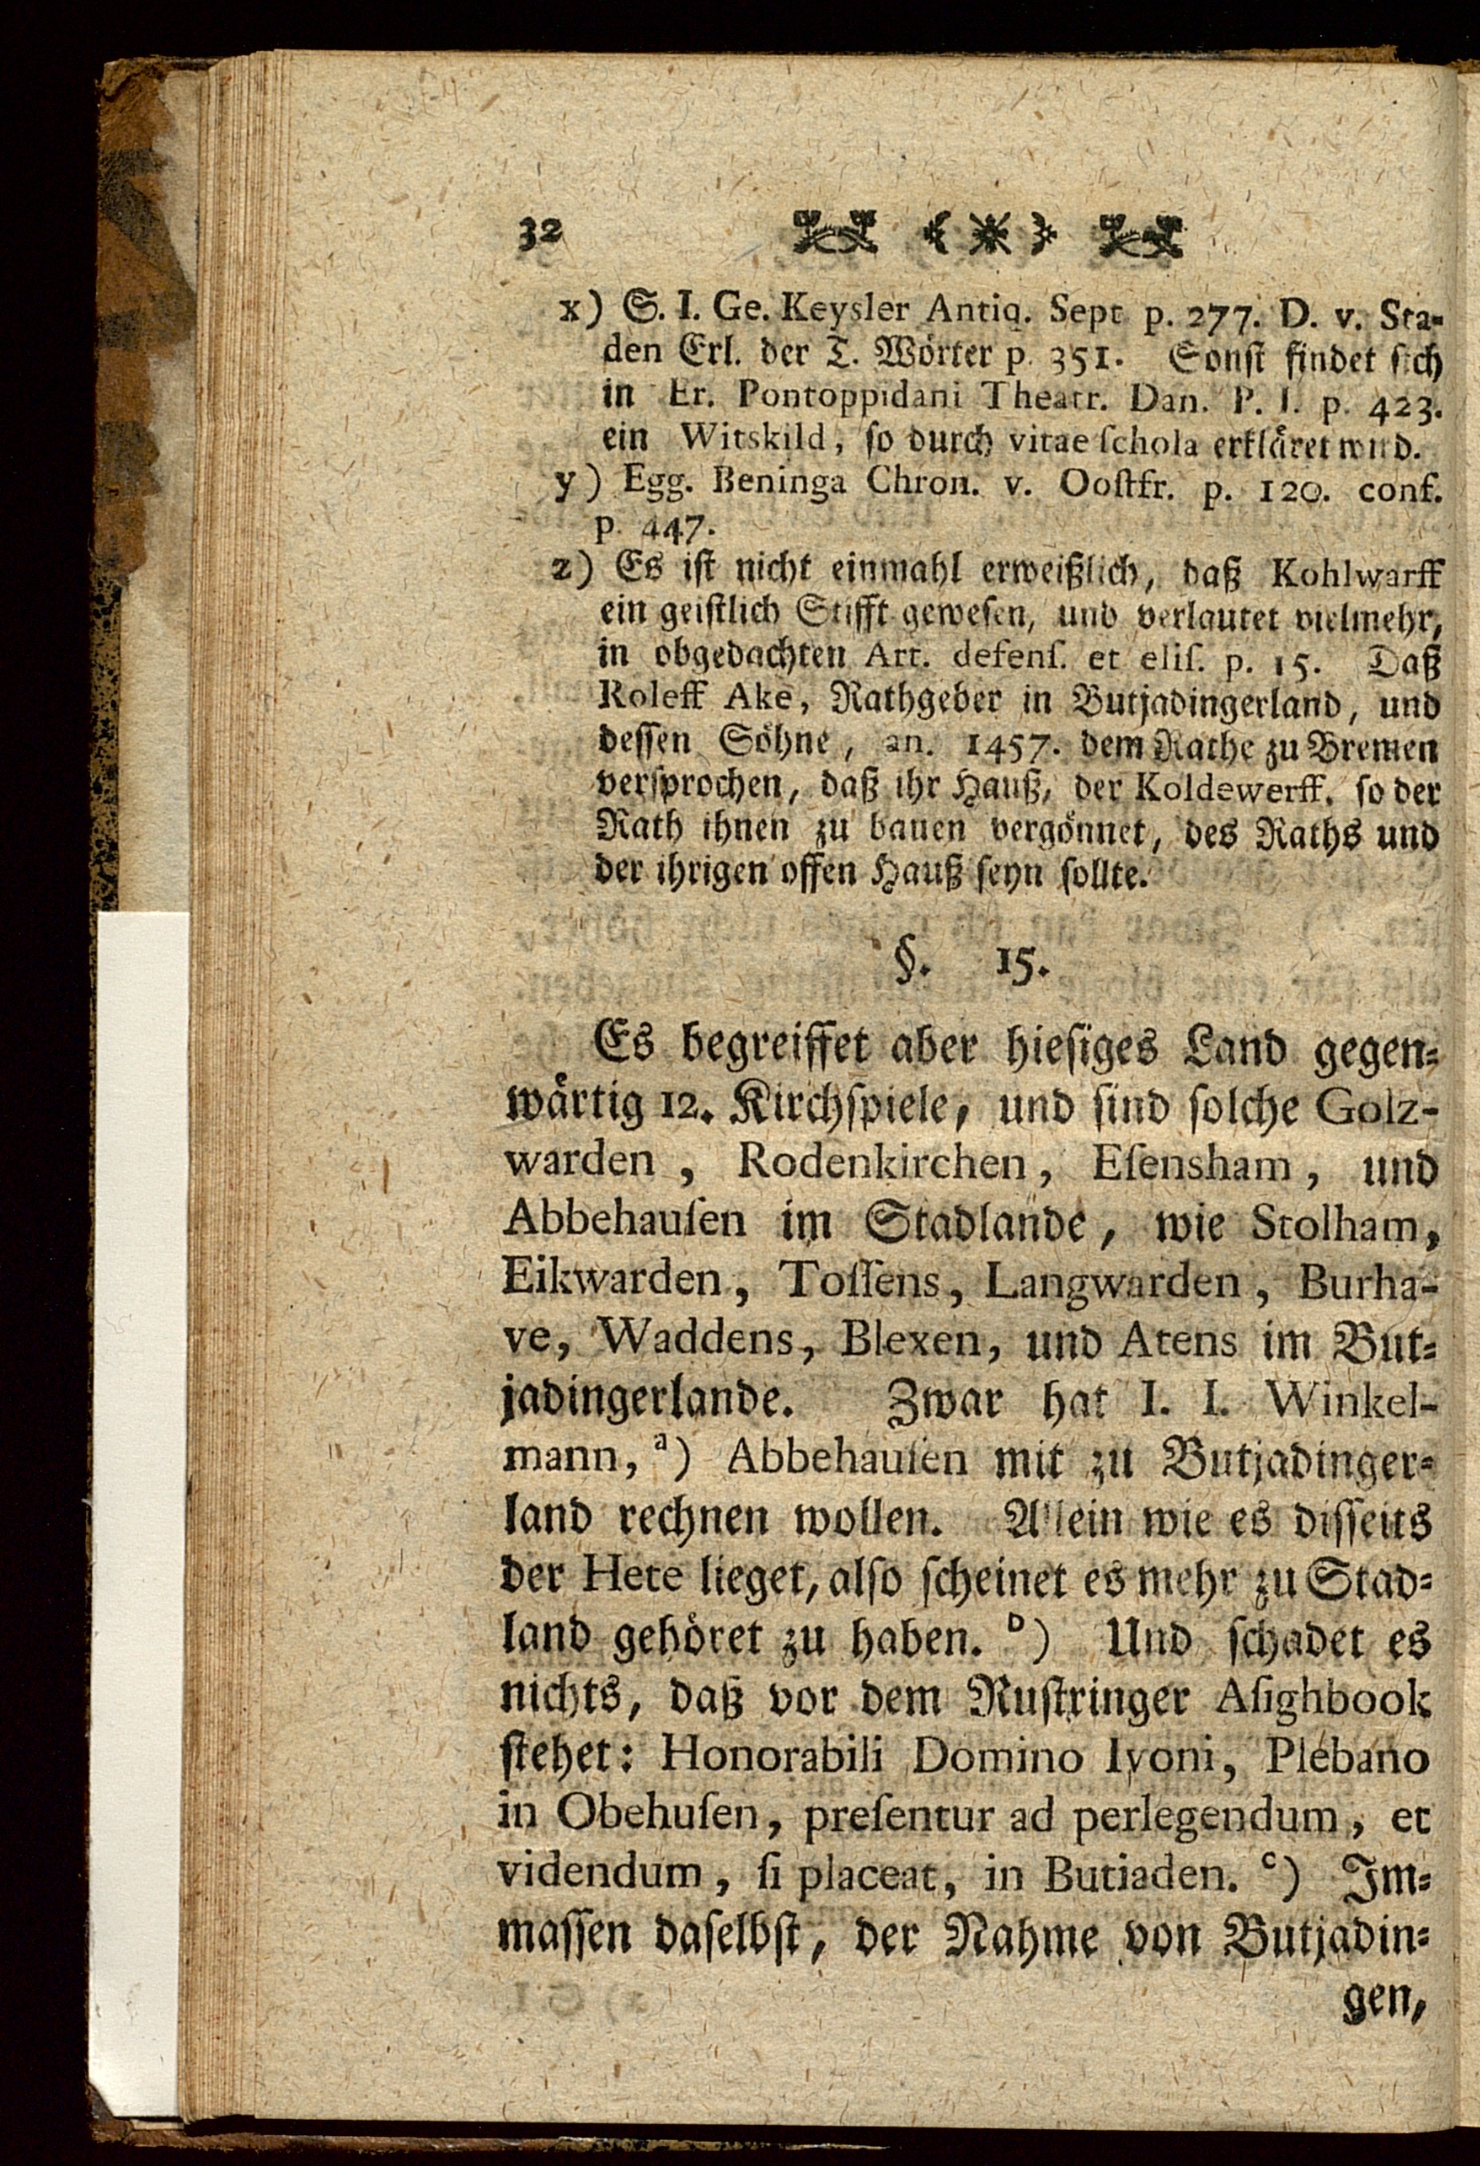 32
x) S. I. Ge. Keysler Antiq. Sept p. 277. D. v. Sta-
den Erl. der T. Wörter p. 351. Sonst findet sich
in Er. Pontoppidani Theatr. Dan. P. I. p. 423.
ein Witskild, so durch vitae ſchola erkläret wird.
y) Egg. Beninga Chron. v. Ooſtfr. p. 120. conf.
p. 447.
z) Es ist nicht einmahl erweißlich, daß Kohlwarff
ein geistlich Stifft gewesen, und verlautet vielmehr,
in obgedachten Art. defenſ. et eliſ. p. 15. Daß
Roleff Ake, Rathgeber in Butjadingerland, und
dessen Söhne, an. 1457. dem Rathe zu Bremen
versprochen, daß ihr Hauß, der Koldewerff, so der
Rath ihnen zu bauen vergönnet, des Raths und
der ihrigen offen Hauß seyn sollte.
§. 15.
Es begreiffet aber hiesiges Land gegen=
wärtig 12. Kirchspiele, und sind solche Golz-
warden, Rodenkirchen, Eſensham, und
Abbehauſen im Stadlande, wie Stolham,
Eikwarden, Toſſens, Langwarden, Burha-
ve, Waddens, Blexen, und Atens im But=
jadingerlande. Zwar hat I. I. Winkel-
mann, a) Abbehauſen mit zu Butjadinger=
land rechnen wollen. Allein wie es disseits
der Hete lieget, also scheinet es mehr zu Stad=
land gehöret zu haben. b) Und schadet es
nichts, daß vor dem Rustringer Aſighbook
stehet: Honorabili Domino Ivoni, Plebano
in Obehuſen, preſentur ad perlegendum, et
videndum, ſi placeat, in Butiaden. c) Im=
massen daselbst, der Nahme von Butjadin=
gen,